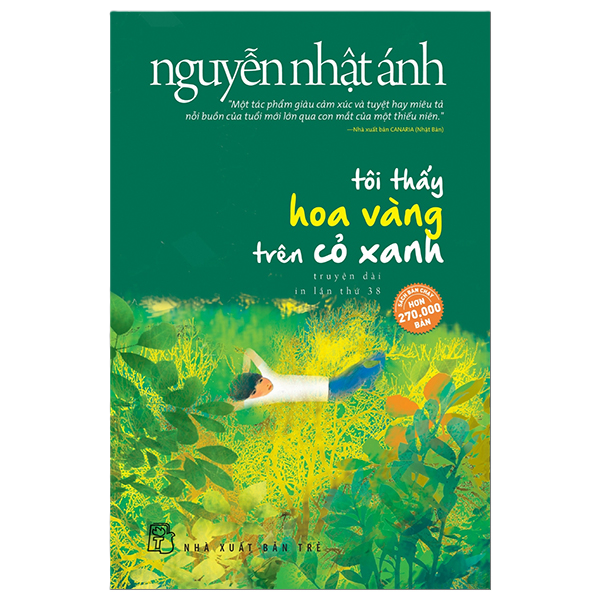 nguyễn nhật ánh
"Một tác phẩm giàu cảm xúc và tuyệt hay miêu tả
nỗi buồn của tuổi mới lớn qua con mắt của một thiếu niên."
—Nhà xuất bản CANARIA (Nhật Bản)
tôi thấy
hoa vàng
trên cỏ xanh
truyện dài
in lần thứ 38
SÁCH BÁN CHẠY
HƠN
270.000
BẢN
NHÀ XUẤT BẢN TRẺ